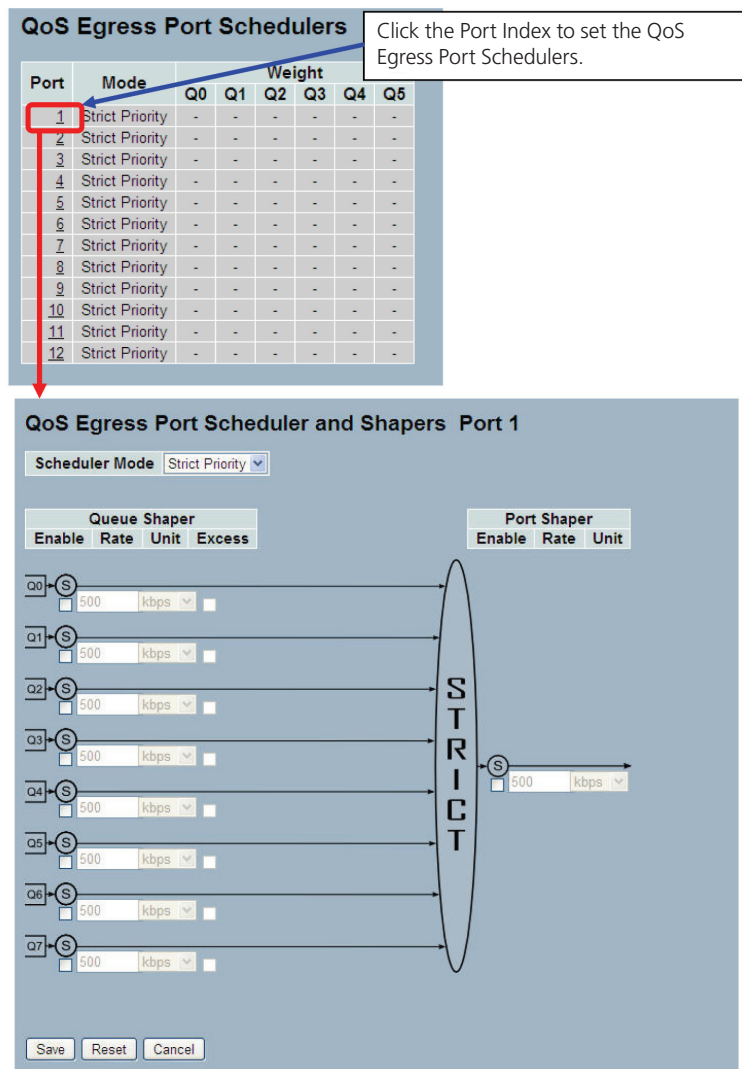 QoS Egress Port Schedulers
Click the Port Index to set the QoS
Egress Port Schedulers.
Port Mode Weight
Q0 Q1 Q2 Q3 Q4 Q5
1 Strict Priority - - - - - -
2 Strict Priority - - - - - -
3 Strict Priority - - - - - -
4 Strict Priority - - - - - -
5 Strict Priority - - - - - -
6 Strict Priority - - - - - -
7 Strict Priority - - - - - -
8 Strict Priority - - - - - -
9 Strict Priority - - - - - -
10 Strict Priority - - - - - -
11 Strict Priority - - - - - -
12 Strict Priority - - - - - -
QoS Egress Port Scheduler and Shapers Port 1
Scheduler Mode Strict Priority
Queue Shaper Port Shaper
Enable Rate Unit Excess Enable Rate Unit
Q0 S
500 kbps
Q1 S
500 kbps
Q2 S
500 kbps
Q3 S
500 kbps
Q4 S
500 kbps
Q5 S
500 kbps
Q6 S
500 kbps
Q7 S
500 kbps
STRICT
S
500 kbps
Save Reset Cancel